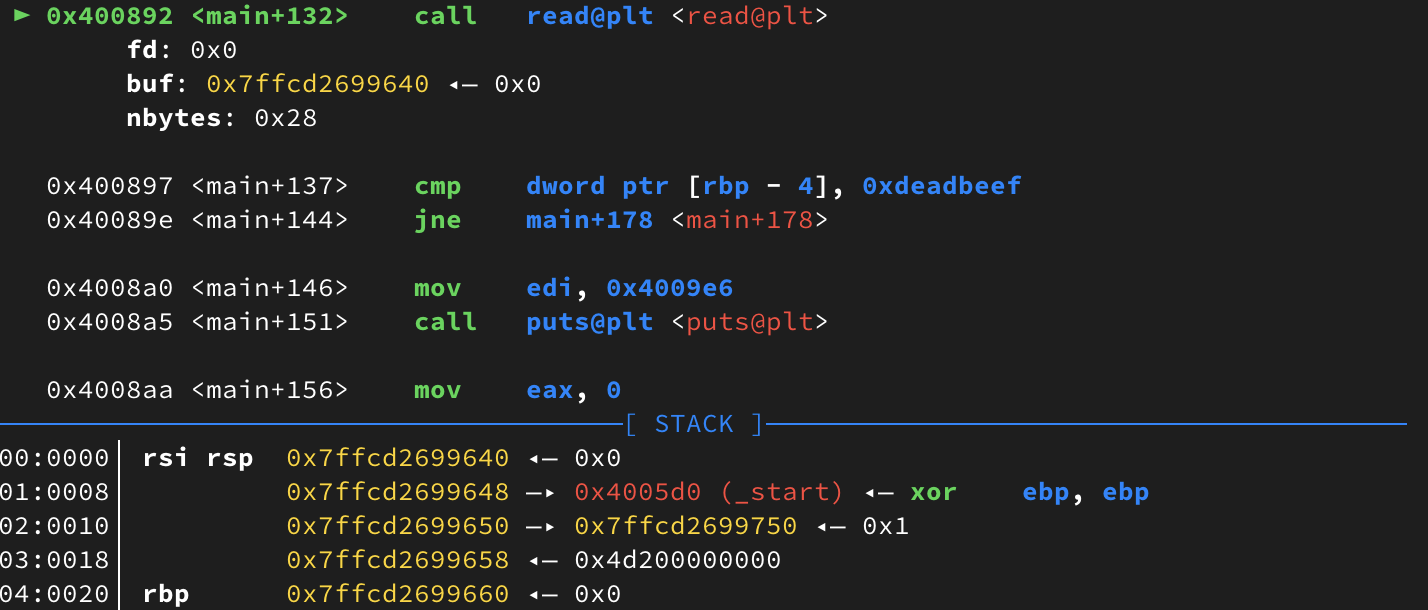 ► 0x400892 <main+132>    call   read@plt <read@plt>
fd: 0x0
buf: 0x7ffcd2699640 ◂— 0x0
nbytes: 0x28
0x400897 <main+137>    cmp    dword ptr [rbp - 4], 0xdeadbeef
0x40089e <main+144>    jne    main+178 <main+178>
0x4008a0 <main+146>    mov    edi, 0x4009e6
0x4008a5 <main+151>    call   puts@plt <puts@plt>
0x4008aa <main+156>    mov    eax, 0
[ STACK ]
00:0000│ rsi rsp  0x7ffcd2699640 ◂— 0x0
01:0008│          0x7ffcd2699648 —▸ 0x4005d0 (_start) ◂— xor    ebp, ebp
02:0010│          0x7ffcd2699650 —▸ 0x7ffcd2699750 ◂— 0x1
03:0018│          0x7ffcd2699658 ◂— 0x4d200000000
04:0020│ rbp      0x7ffcd2699660 ◂— 0x0